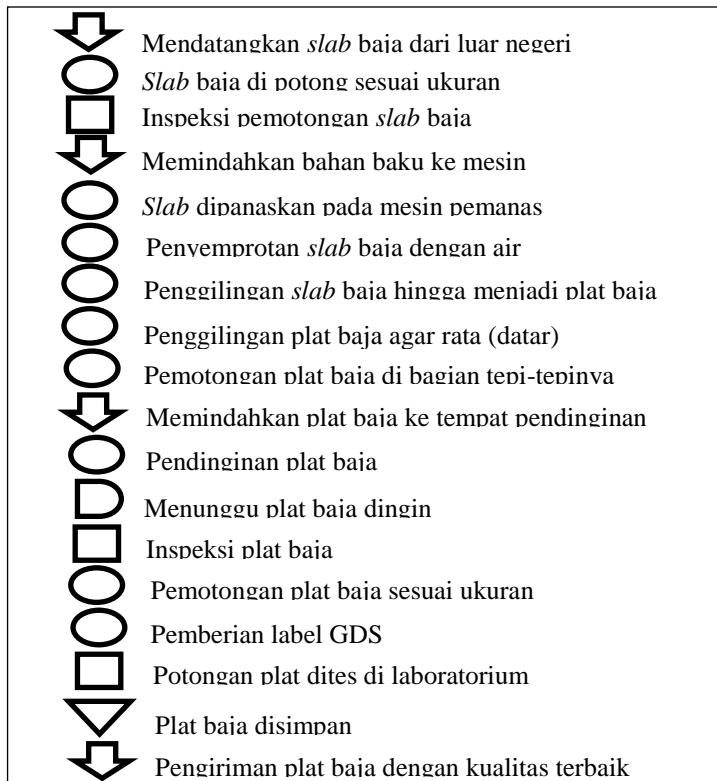 Mendatangkan slab baja dari luar negeri
Slab baja di potong sesuai ukuran
Inspeksi pemotongan slab baja
Memindahkan bahan baku ke mesin
Slab dipanaskan pada mesin pemanas
Penyemprotan slab baja dengan air
Penggilingan slab baja hingga menjadi plat baja
Penggilingan plat baja agar rata (datar)
Pemotongan plat baja di bagian tepi-tepinya
Memindahkan plat baja ke tempat pendinginan
Pendinginan plat baja
Menunggu plat baja dingin
Inspeksi plat baja
Pemotongan plat baja sesuai ukuran
Pemberian label GDS
Potongan plat dites di laboratorium
Plat baja disimpan
Pengiriman plat baja dengan kualitas terbaik